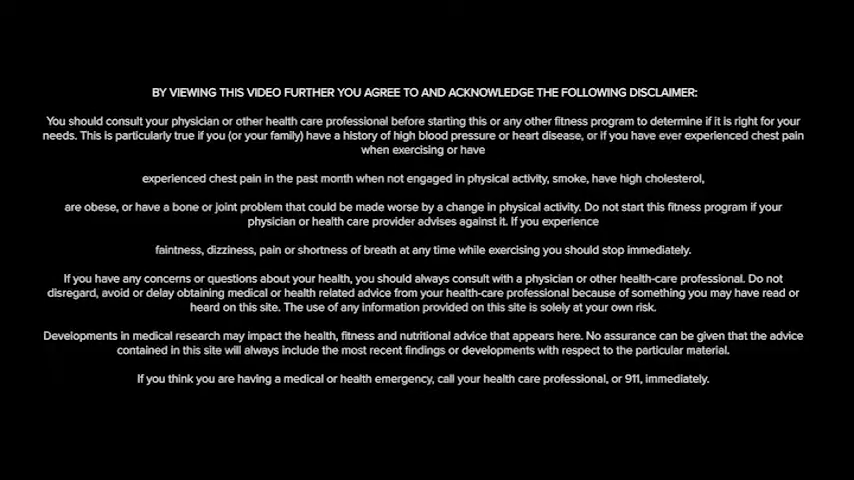 BY VIEWING THIS VIDEO FURTHER YOU AGREE TO AND ACKNOWLEDGE THE FOLLOWING DISCLAIMER:
You should consult your physician or other health care professional before starting this or any other fitness program to determine if it is right for your
needs. This is particularly true if you (or your family) have a history of high blood pressure or heart disease, or if you have ever experienced chest pain
when exercising or have
experienced chest pain in the past month when not engaged in physical activity, smoke, have high cholesterol,
are obese, or have a bone or joint problem that could be made worse by a change in physical activity. Do not start this fitness program if your
physician or health care provider advises against it. If you experience
faintness, dizziness, pain or shortness of breath at any time while exercising you should stop immediately.
If you have any concerns or questions about your health, you should always consult with a physician or other health-care professional. Do not
disregard, avoid or delay obtaining medical or health related advice from your health-care professional because of something you may have read or
heard on this site. The use of any information provided on this site is solely at your own risk.
Developments in medical research may impact the health, fitness and nutritional advice that appears here. No assurance can be given that the advice
contained in this site will always include the most recent findings or developments with respect to the particular material.
If you think you are having a medical or health emergency, call your health care professional, or 911, immediately.